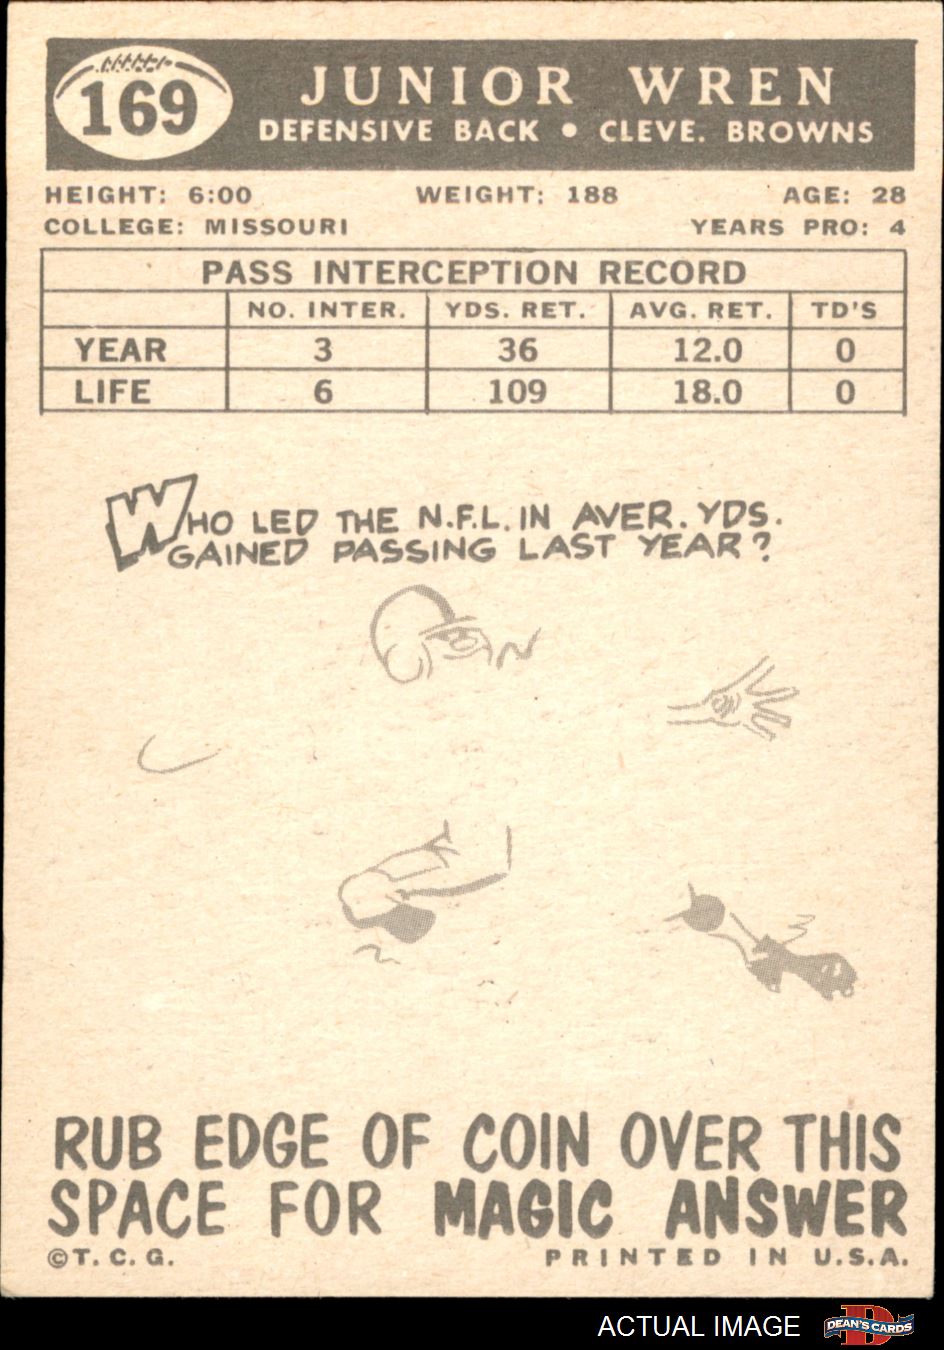 169
JUNIOR WREN
DEFENSIVE BACK • CLEVE. BROWNS
HEIGHT: 6:00 WEIGHT: 188 AGE: 28
COLLEGE: MISSOURI YEARS PRO: 4
PASS INTERCEPTION RECORD
NO. INTER. YDS. RET. AVG. RET. TD'S
YEAR 3 36 12.0 0
LIFE 6 109 18.0 0
WHO LED THE N.F.L. IN AVER. YDS.
GAINED PASSING LAST YEAR?
RUB EDGE OF COIN OVER THIS
SPACE FOR MAGIC ANSWER
©T. C. G. PRINTED IN U.S.A.
ACTUAL IMAGE DEAN'S CARDS